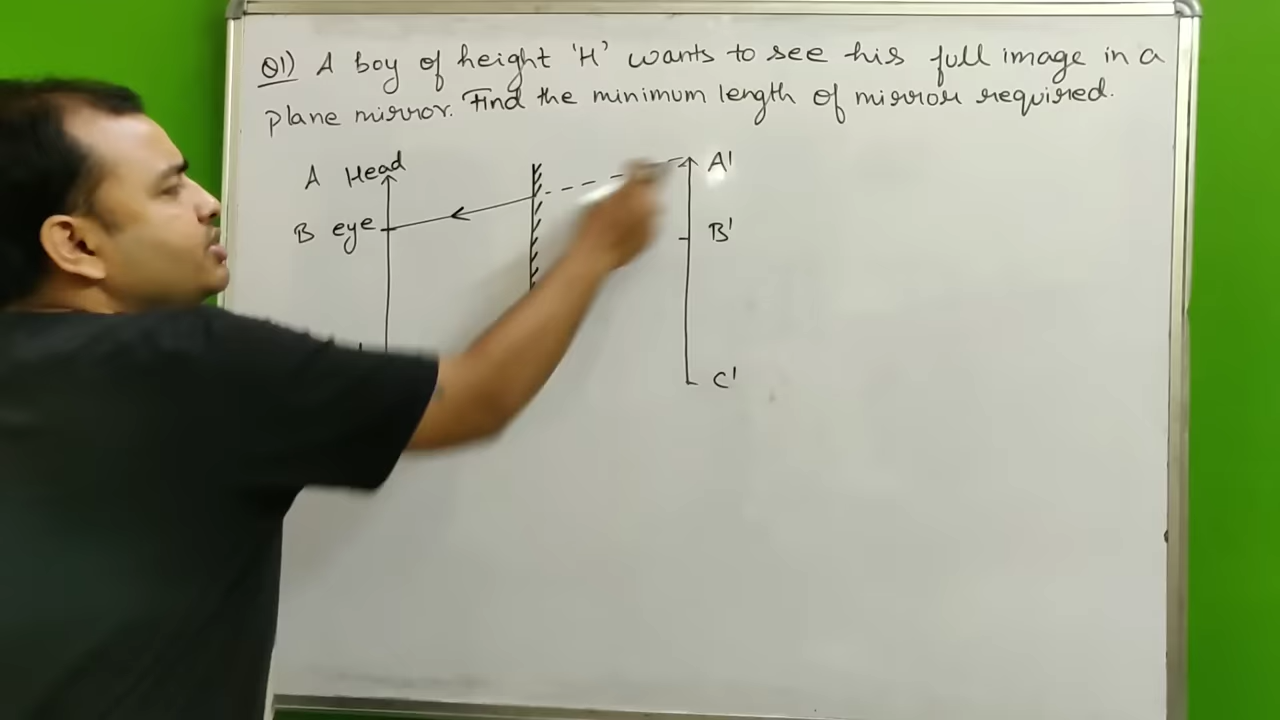 Q1) A boy of height 'H' wants to see his full image in a
plane mirror. Find the minimum length of mirror required.
A Head
A'
B eye
B'
C'